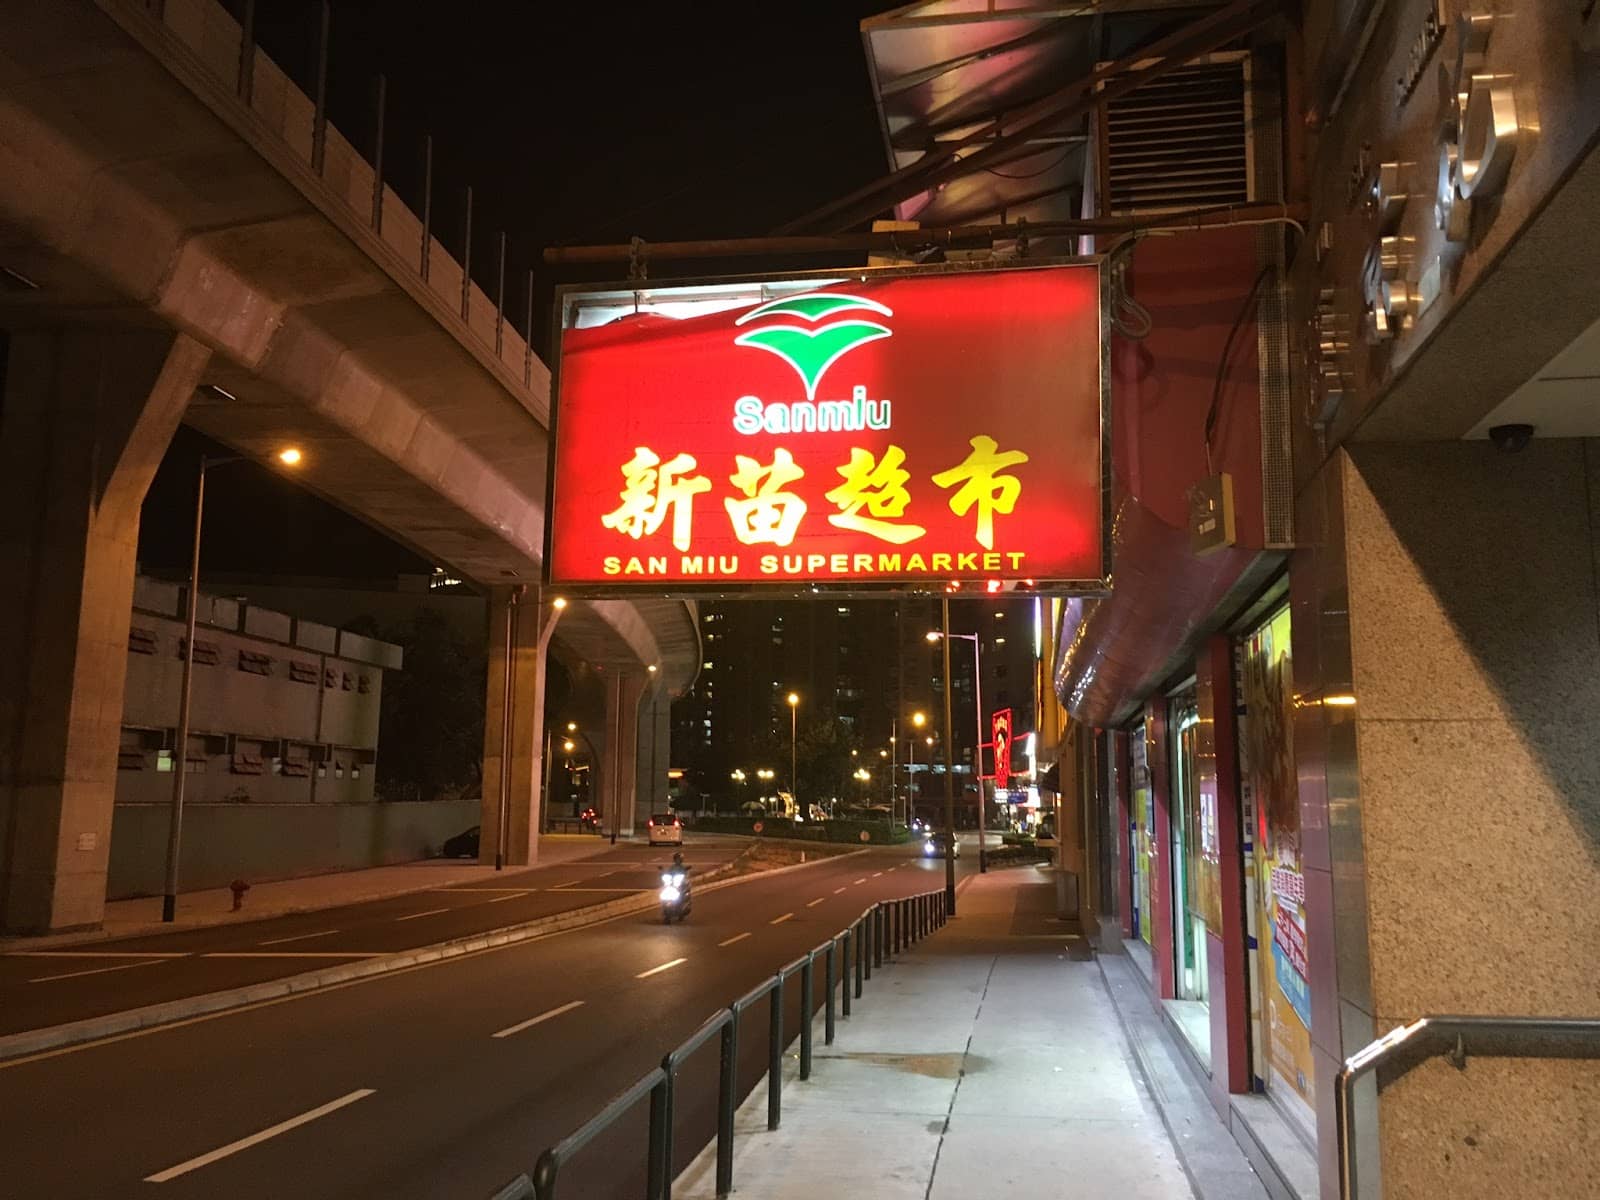 Sanmiu
新苗超市
SAN MIU SUPERMARKET